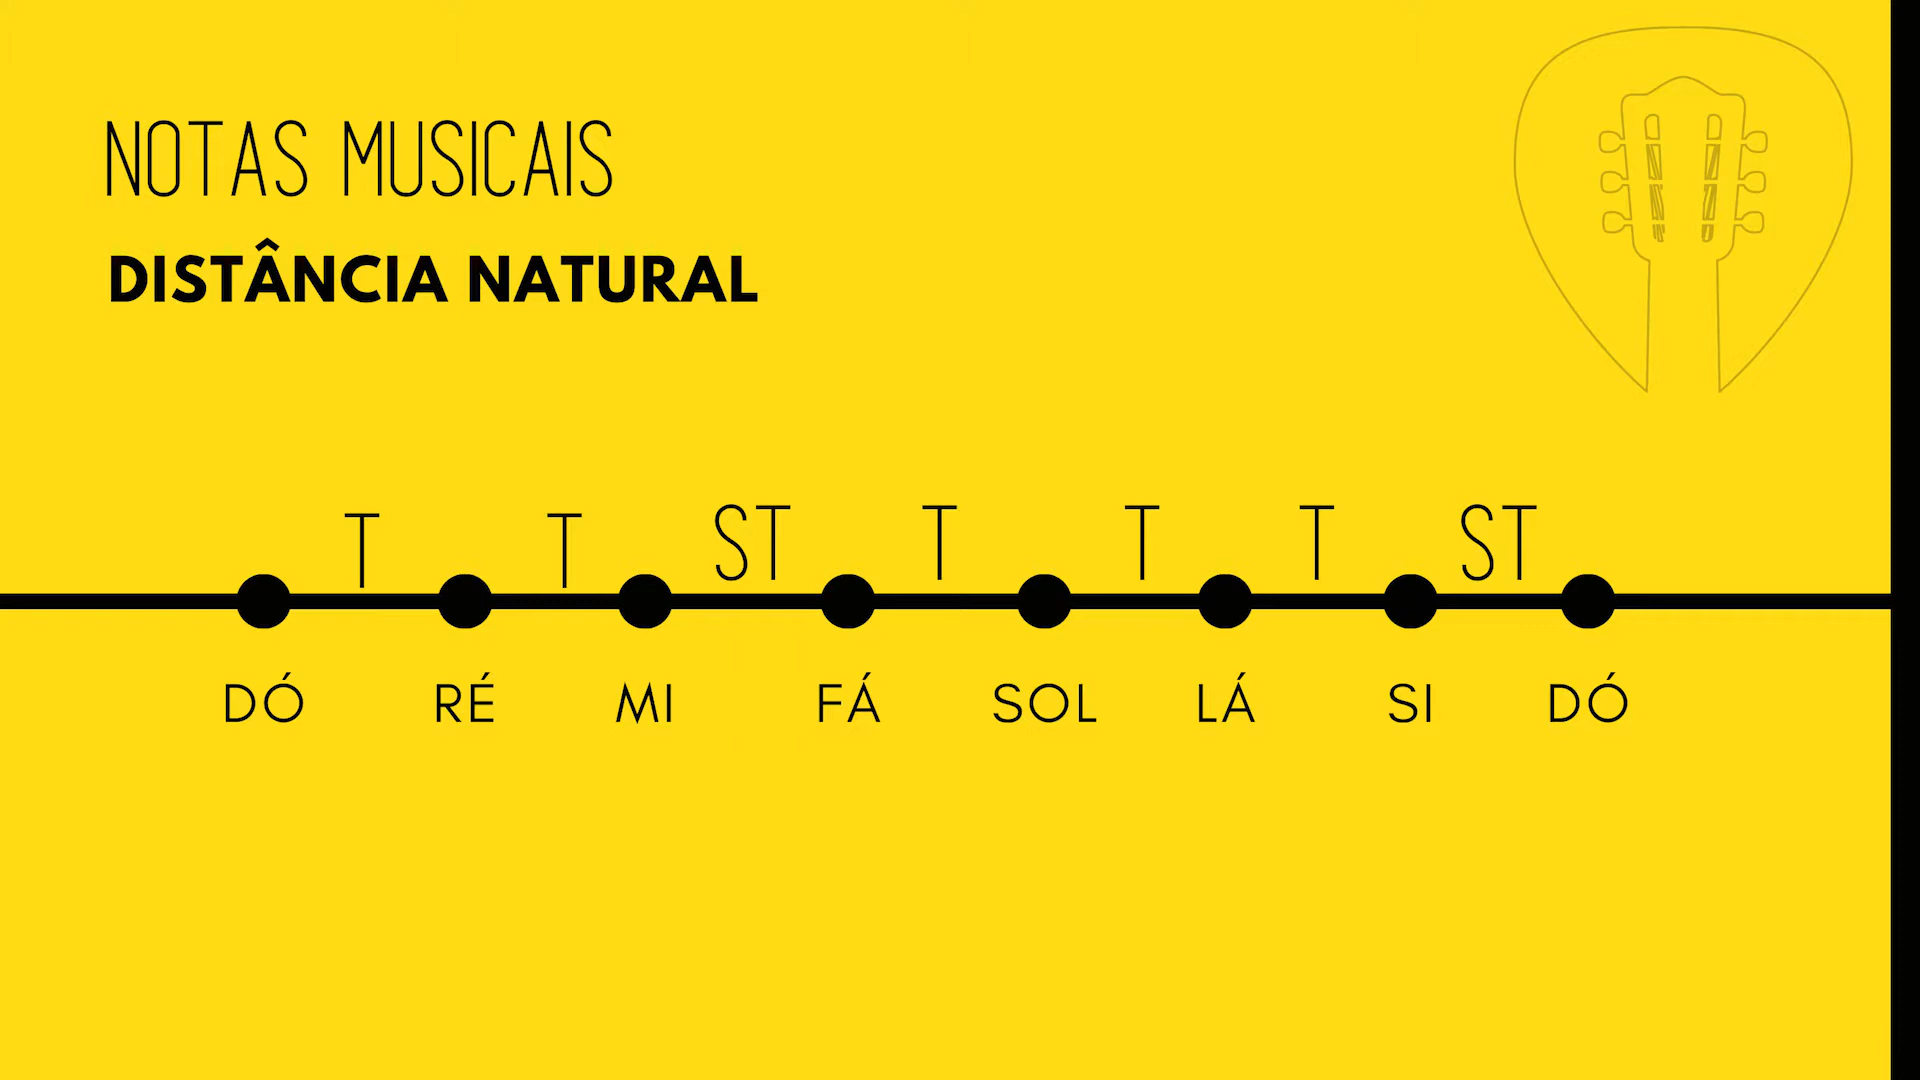 NOTAS MUSICAIS
DISTÂNCIA NATURAL
T T ST T T T ST
DÓ RÉ MI FÁ SOL LÁ SI DÓ